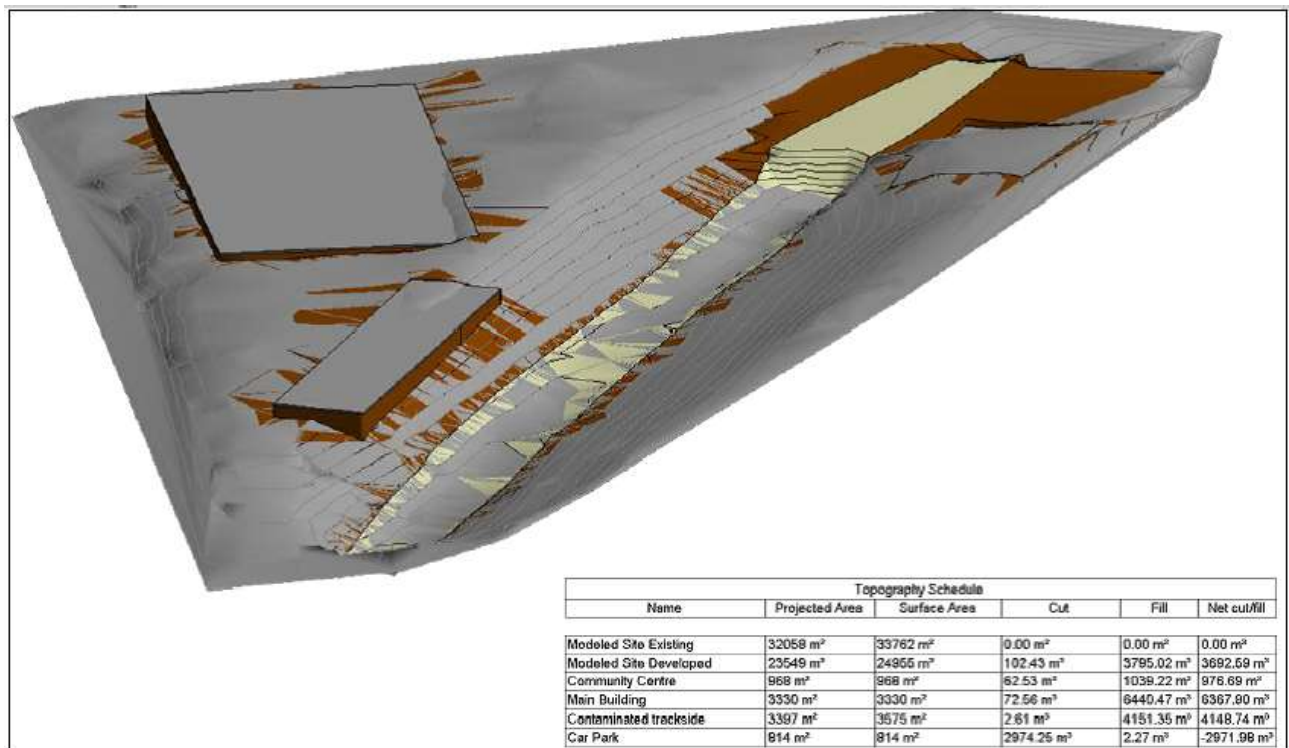 Topography Schedule
Name Projected Area Surface Area Cut Fill Net cut/fill
Modeled Site Existing 32058 m² 33762 m² 0.00 m² 0.00 m² 0.00 m³
Modeled Site Developed 23549 m² 24955 m² 102.43 m³ 3795.02 m³ 3692.59 m³
Community Centre 968 m² 968 m² 62.53 m³ 1039.22 m³ 976.69 m³
Main Building 3330 m² 3330 m² 72.56 m³ 6440.47 m³ 6367.90 m³
Contaminated trackside 3397 m² 3575 m² 2.61 m³ 4151.35 m³ 4148.74 m³
Car Park 814 m² 814 m² 2974.25 m³ 2.27 m³ -2971.98 m³